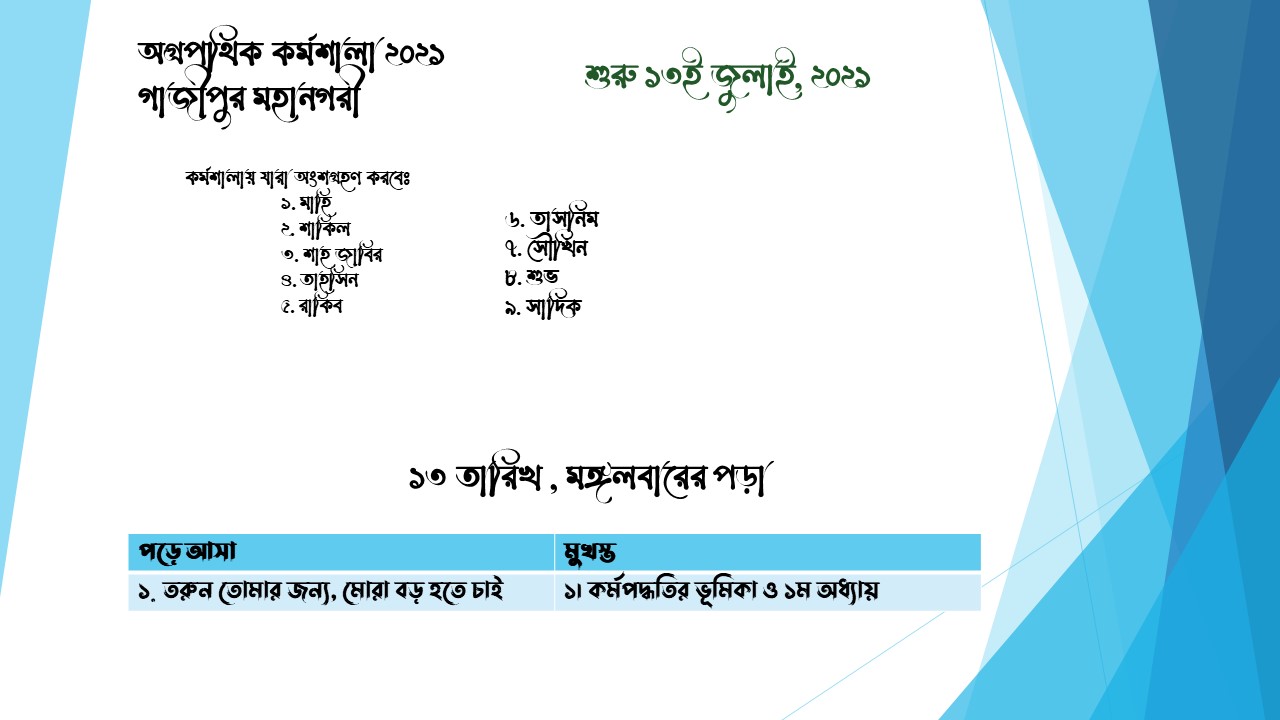 অগ্রপথিক কর্মশালা ২০২১
গাজীপুর মহানগরী
শুরু ১৩ই জুলাই, ২০২১
কর্মশালায় যারা অংশগ্রহণ করবেঃ
১. মাহি
২. শাকিল
৩. শাহ জাবির
৪. তাহসিন
৫. রাকিব
৬. তাসনিম
৭. সৌখিন
৮. শুভ
৯. সাদিক
১৩ তারিখ , মঙ্গলবারের পড়া
পড়ে আসা
মুখস্ত
১. তরুন তোমার জন্য, মোরা বড় হতে চাই
১। কর্মপদ্ধতির ভূমিকা ও ১ম অধ্যায়